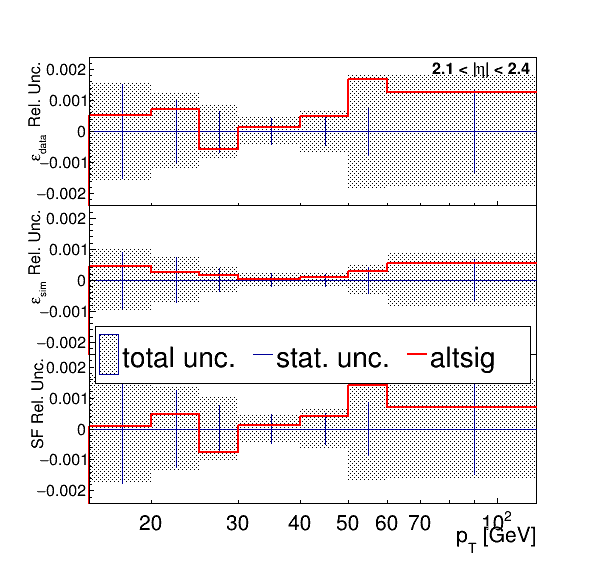 2.1 < |η| < 2.4
ε_data Rel. Unc.
0.002
0.001
0
−0.001
−0.002
ε_sim Rel. Unc.
0.002
0.001
0
−0.001
total unc. stat. unc. altsig
SF Rel. Unc.
0.002
0.001
0
−0.001
−0.002
20 30 40 50 60 70 10²
p_T [GeV]